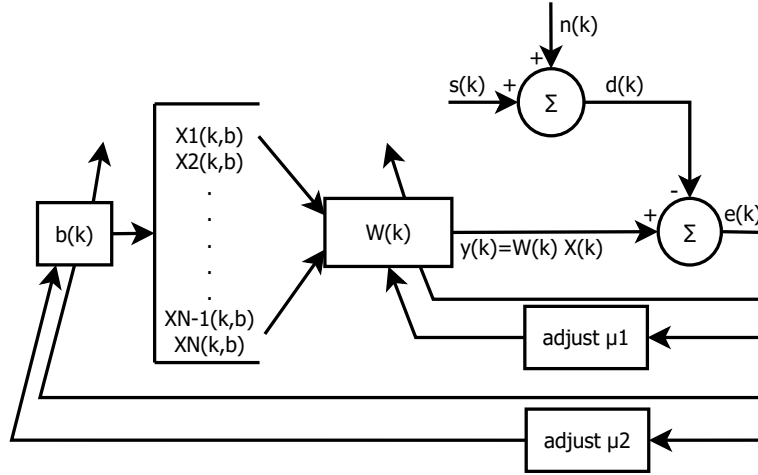 n(k)
+
s(k)
+
Σ
d(k)
X1(k,b)
X2(k,b)
.
.
.
.
.
.
XN-1(k,b)
XN(k,b)
b(k)
W(k)
-
+
Σ
e(k)
y(k)=W(k) X(k)
adjust µ1
adjust µ2